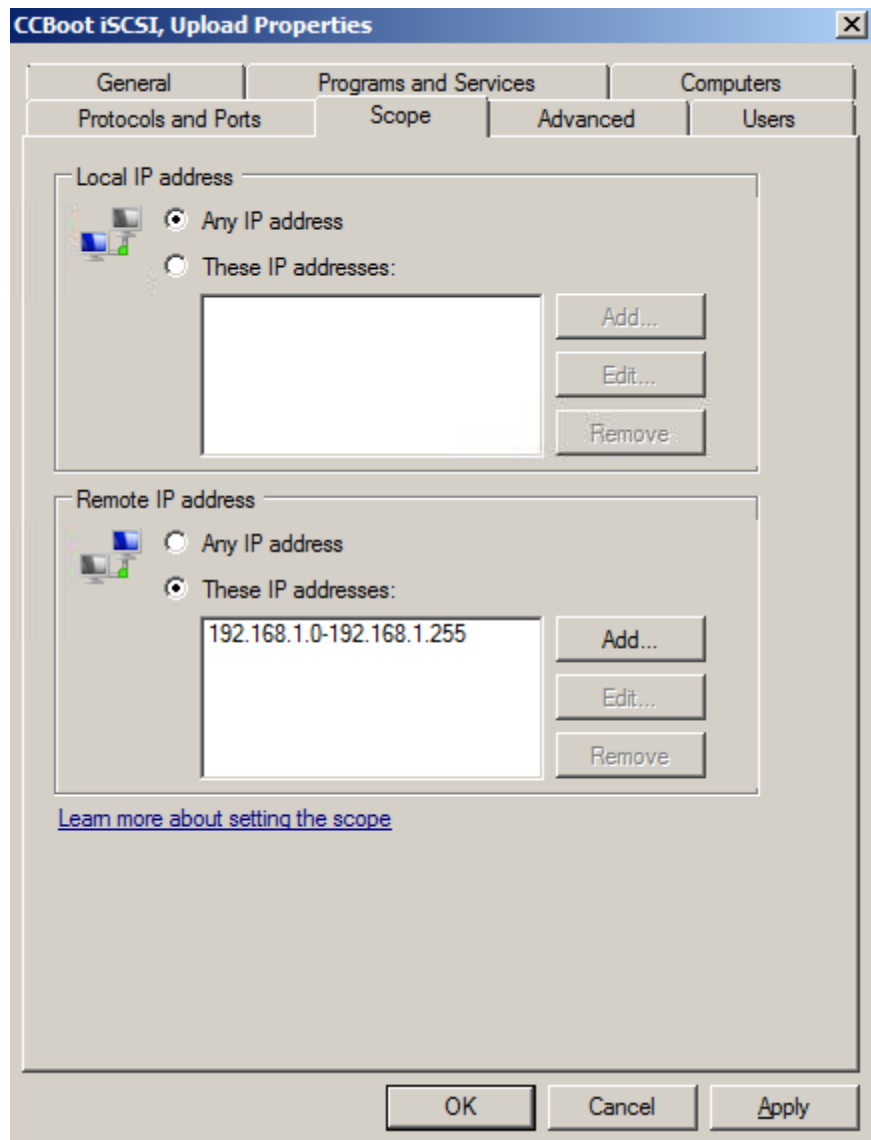 CCBoot iSCSI, Upload Properties
General Programs and Services Computers
Protocols and Ports Scope Advanced Users
Local IP address
Any IP address
These IP addresses:
Add...
Edit...
Remove
Remote IP address
Any IP address
These IP addresses:
192.168.1.0-192.168.1.255
Add...
Edit...
Remove
Learn more about setting the scope
OK Cancel Apply